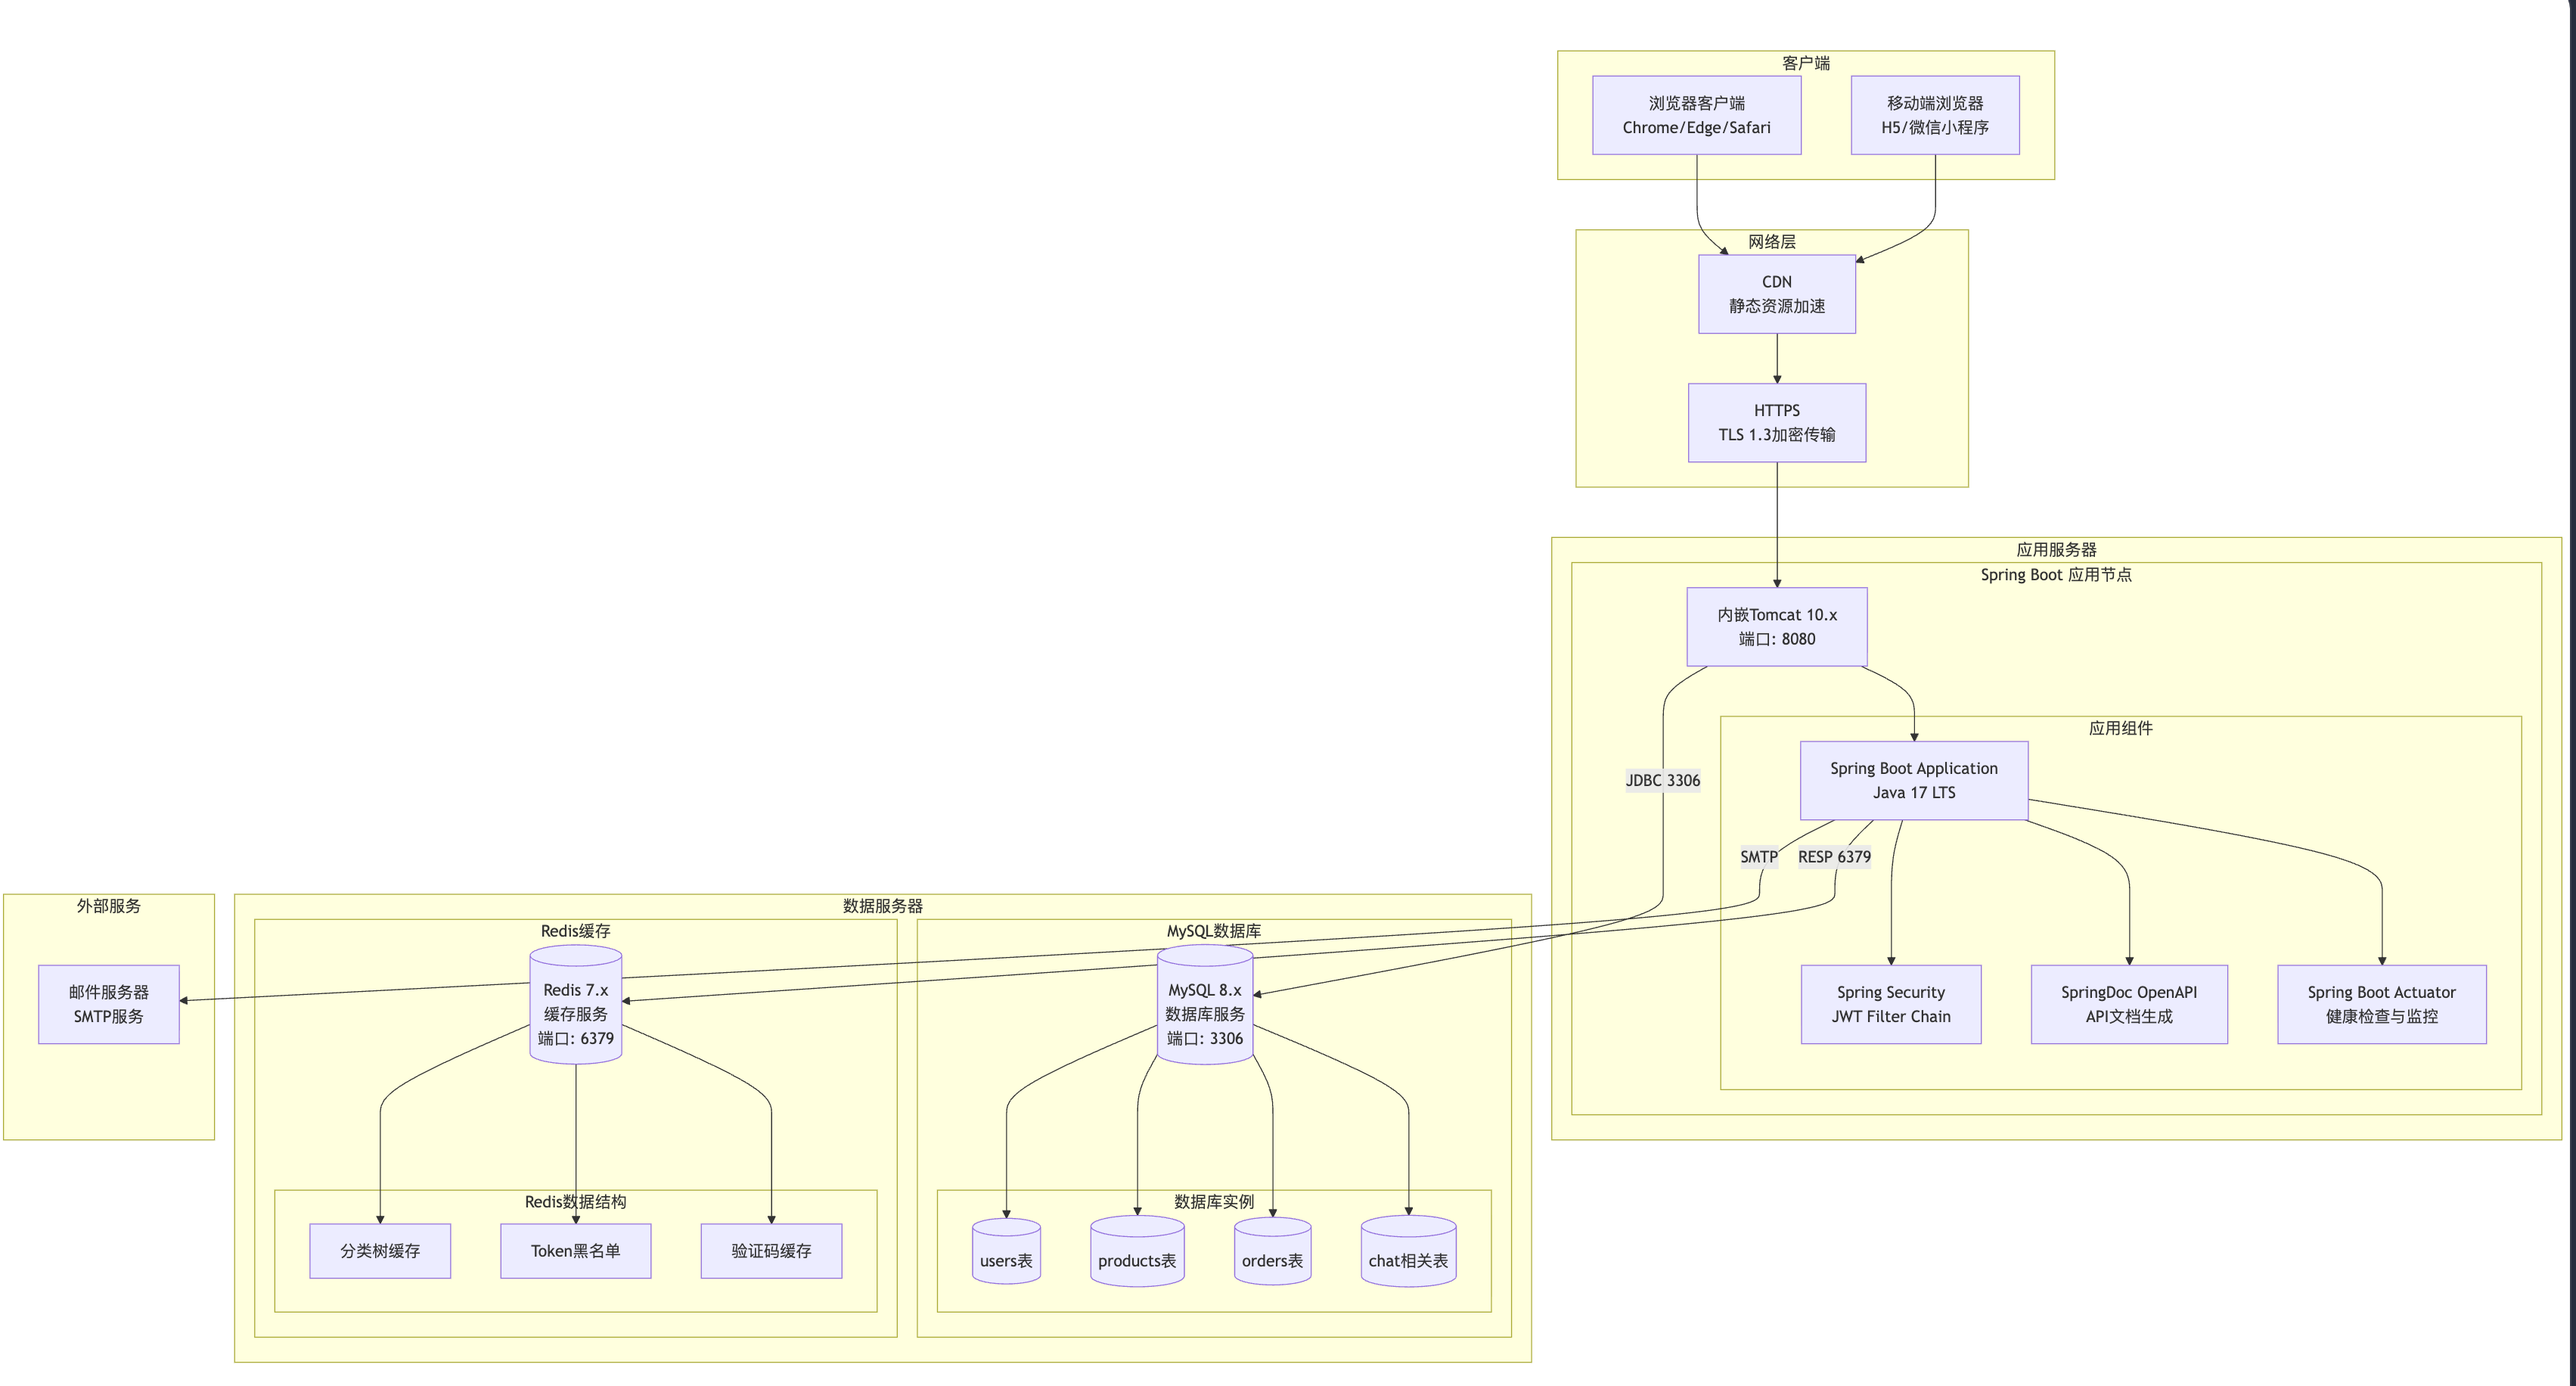 客户端
浏览器客户端
Chrome/Edge/Safari
移动端浏览器
H5/微信小程序
网络层
CDN
静态资源加速
HTTPS
TLS 1.3加密传输
应用服务器
Spring Boot 应用节点
内嵌Tomcat 10.x
端口: 8080
应用组件
JDBC 3306
Spring Boot Application
Java 17 LTS
SMTP
RESP 6379
Spring Security
JWT Filter Chain
SpringDoc OpenAPI
API文档生成
Spring Boot Actuator
健康检查与监控
外部服务
邮件服务器
SMTP服务
数据服务器
Redis缓存
Redis 7.x
缓存服务
端口: 6379
MySQL数据库
MySQL 8.x
数据库服务
端口: 3306
Redis数据结构
分类树缓存
Token黑名单
验证码缓存
数据库实例
users表
products表
orders表
chat相关表